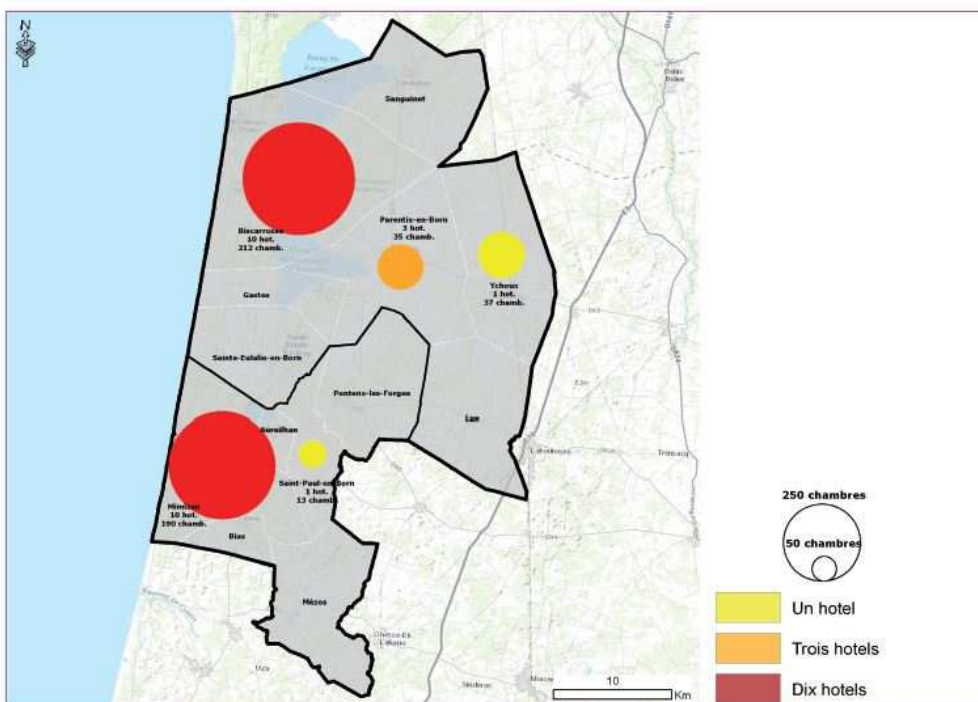 N
Sanguinet
Parentis-en-Born
3 hot.
35 chamb.
Biscarrosse
10 hot.
212 chamb.
Ychoux
1 hot.
37 chamb.
Gastes
Sainte-Eulalie-en-Born
Pontenx-les-Forges
Lue
Aureilhan
Saint-Paul-en-Born
1 hot.
13 chamb.
Mimizan
10 hot.
190 chamb.
Bias
Mézos
Labouheyre
Trensacq
250 chambres
50 chambres
Un hotel
Trois hotels
Dix hotels
10
Km